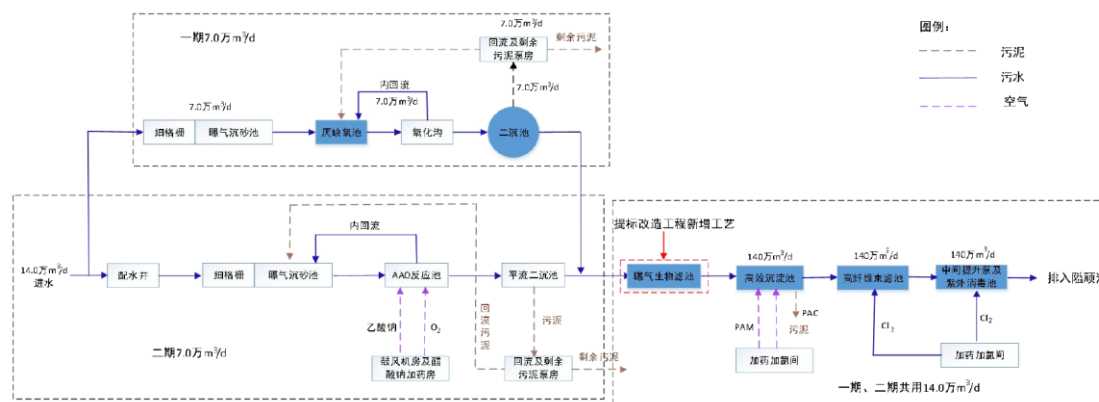 一期7.0万m³/d
7.0万m³/d
回流及剩余
污泥泵房
剩余污泥
7.0万m³/d
内回流
7.0万m³/d
7.0万m³/d
细格栅
曝气沉砂池
厌缺氧池
氧化沟
二沉池
图例：
污泥
污水
空气
14.0万m³/d
进水
配水井
细格栅
曝气沉砂池
内回流
AAO反应池
平流二沉池
乙酸钠
O₂
回流污泥
污泥
二期7.0万m³/d
鼓风机房及醋
酸钠加药房
回流及剩余
污泥泵房
剩余污泥
提标改造工程新增工艺
曝气生物滤池
140万m³/d
高效沉淀池
140万m³/d
高纤维束滤池
140万m³/d
中间提升泵及
紫外消毒池
PAM
PAC
污泥
Cl₂
Cl₂
加药加氯间
加药加氯间
一期、二期共用14.0万m³/d